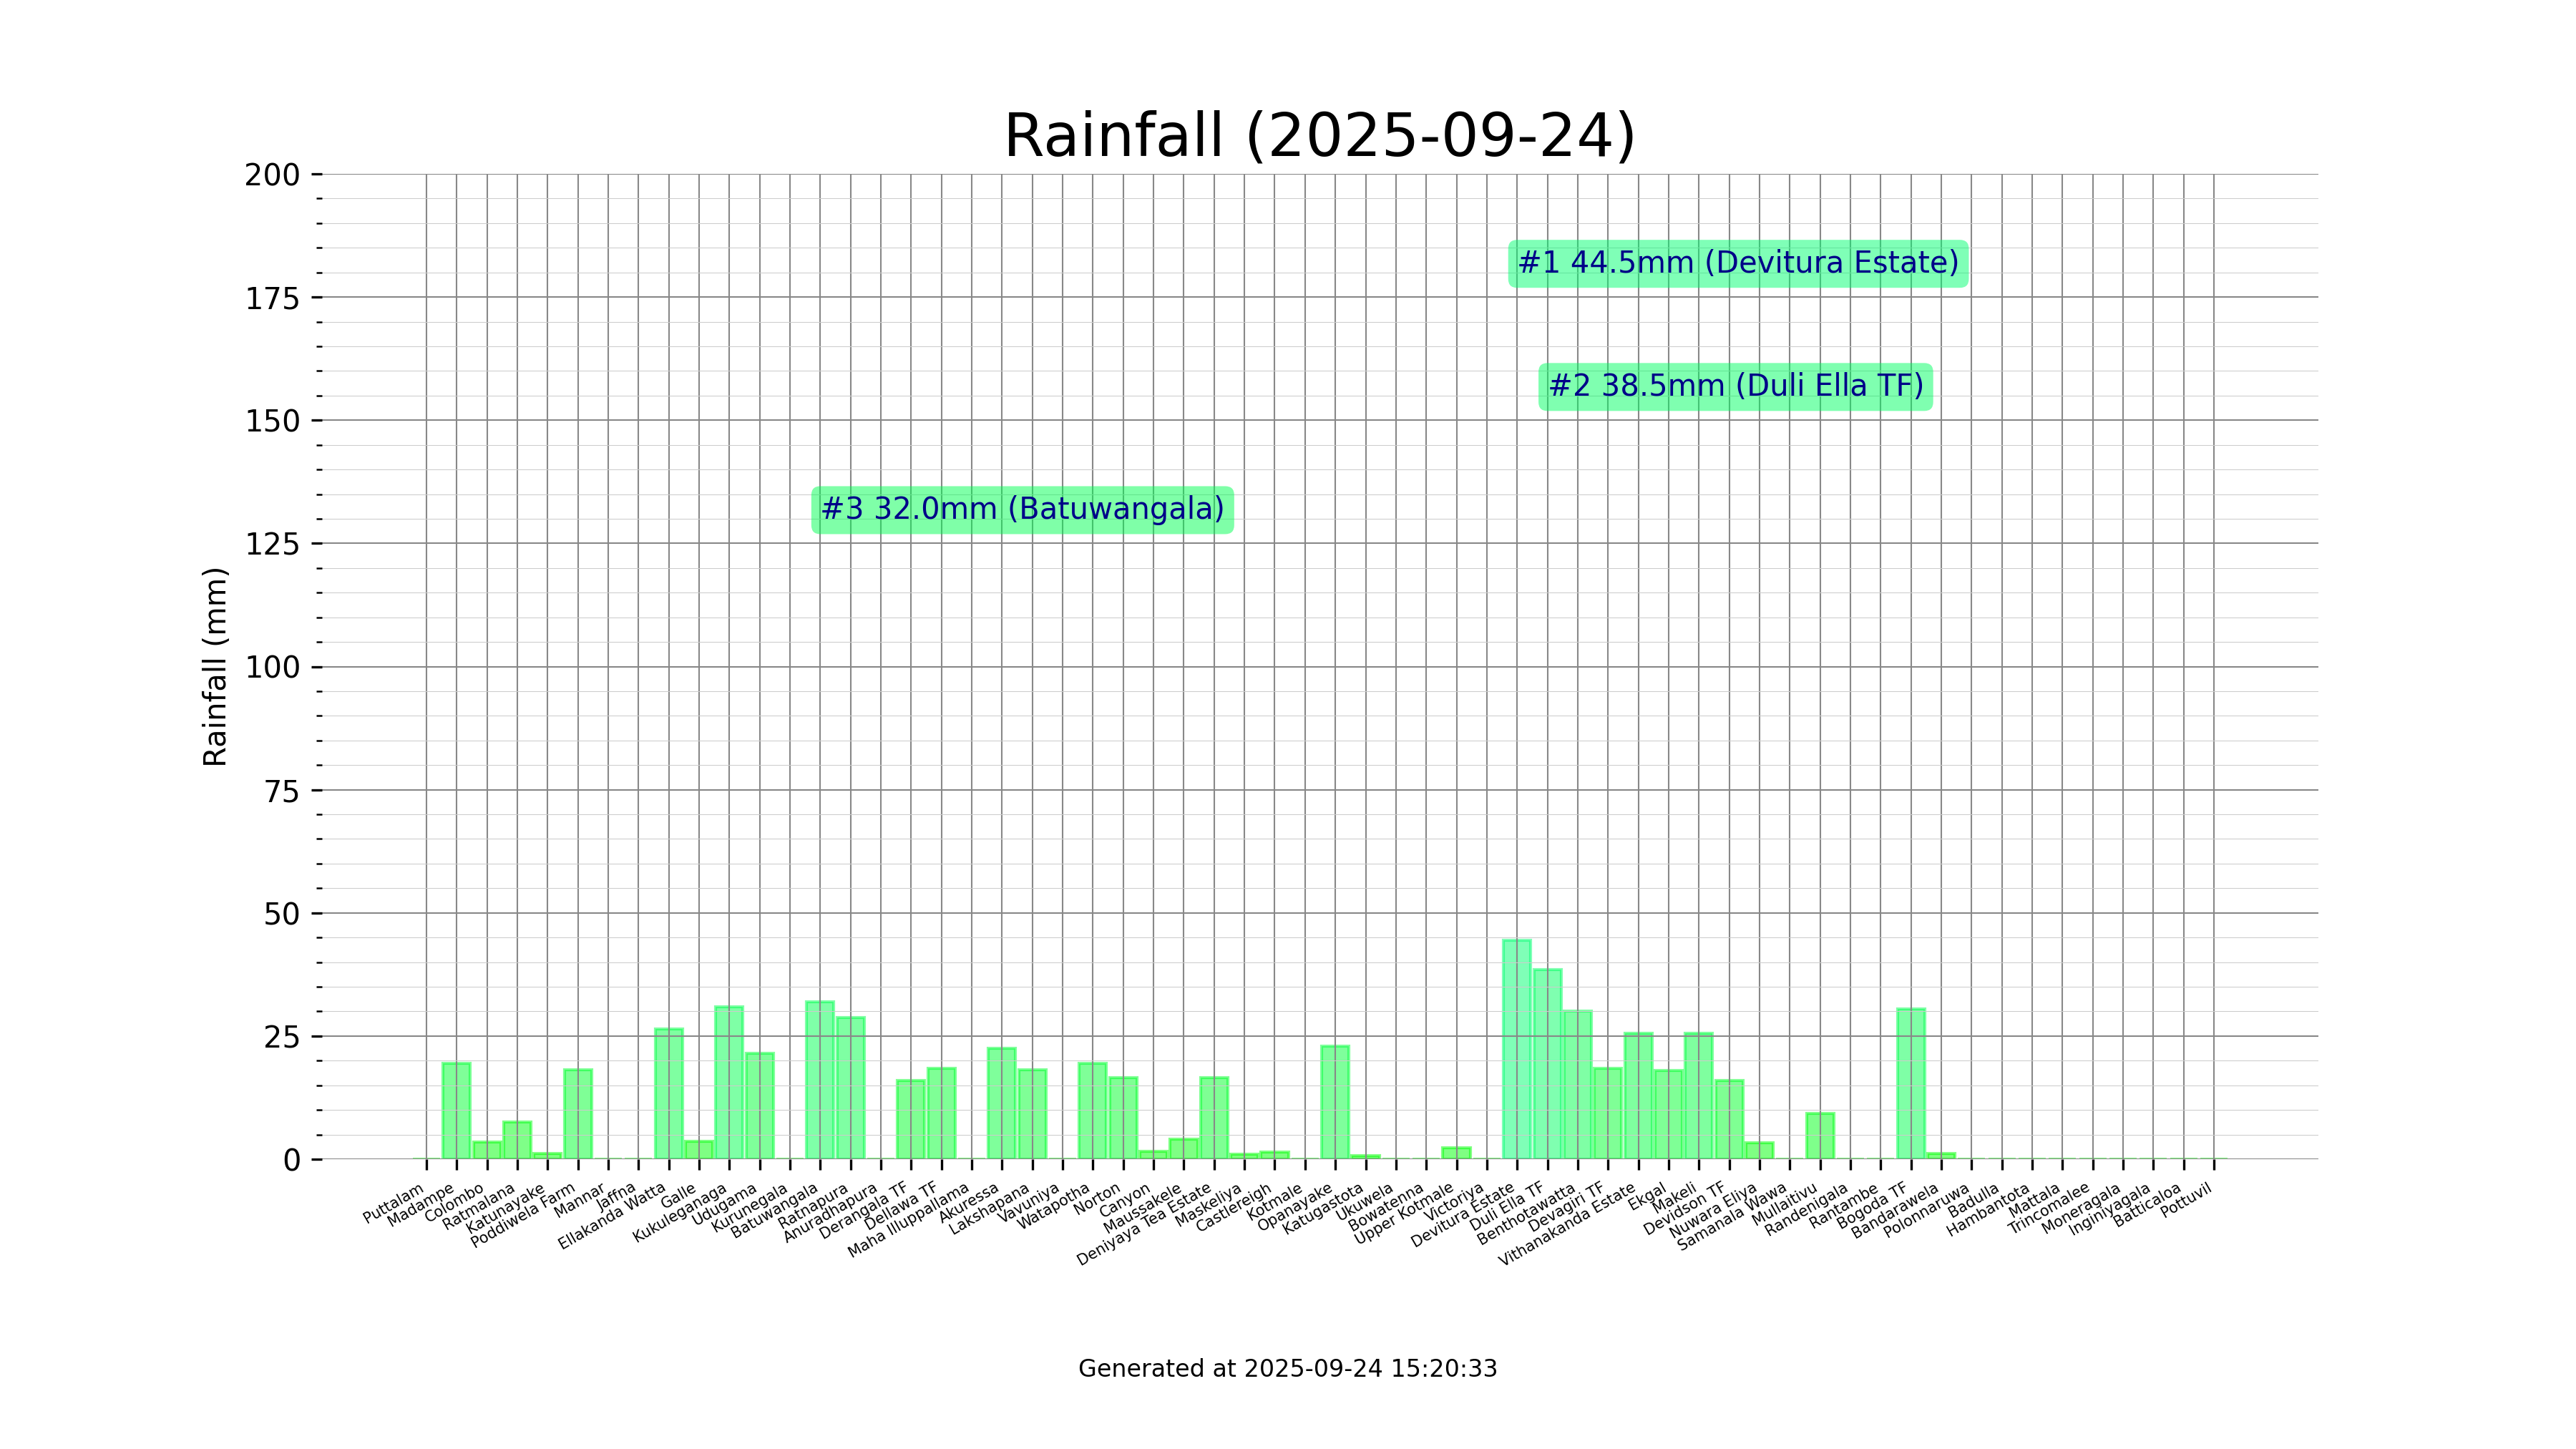 Rainfall (2025-09-24)
200
175
150
125
100
75
50
25
0
Rainfall (mm)
#1 44.5mm (Devitura Estate)
#2 38.5mm (Duli Ella TF)
#3 32.0mm (Batuwangala)
Puttalam
Madampe
Colombo
Ratmalana
Katunayake
Poddiwela Farm
Mannar
Jaffna
Ellakanda Watta
Galle
Kukuleganaga
Udugama
Kurunegala
Batuwangala
Ratnapura
Anuradhapura
Derangala TF
Dellawa TF
Maha Illuppallama
Akuressa
Lakshapana
Vavuniya
Watapotha
Norton
Canyon
Maussakele
Deniyaya Tea Estate
Maskeliya
Castlereigh
Kotmale
Opanayake
Katugastota
Ukuwela
Bowatenna
Upper Kotmale
Victoriya
Devitura Estate
Duli Ella TF
Benthotawatta
Devagiri TF
Vithanakanda Estate
Ekgal
Makeli
Devidson TF
Nuwara Eliya
Samanala Wawa
Mullaitivu
Randenigala
Rantambe
Bogoda TF
Bandarawela
Polonnaruwa
Badulla
Hambantota
Mattala
Trincomalee
Moneragala
Inginiyagala
Batticaloa
Pottuvil
Generated at 2025-09-24 15:20:33